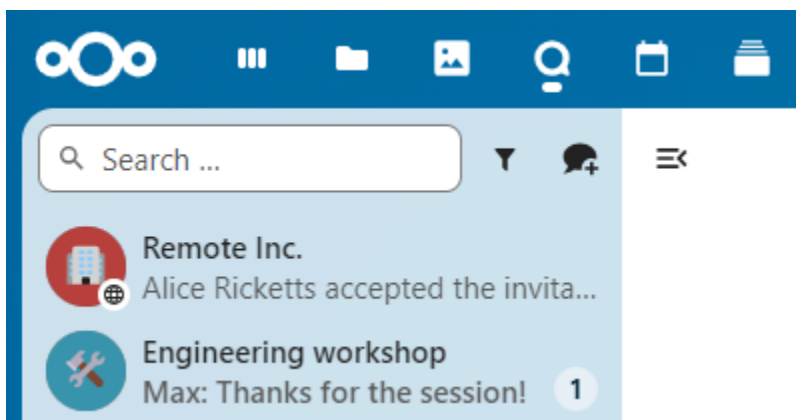 Search ...
Remote Inc.
Alice Ricketts accepted the invita...
Engineering workshop
Max: Thanks for the session!
1